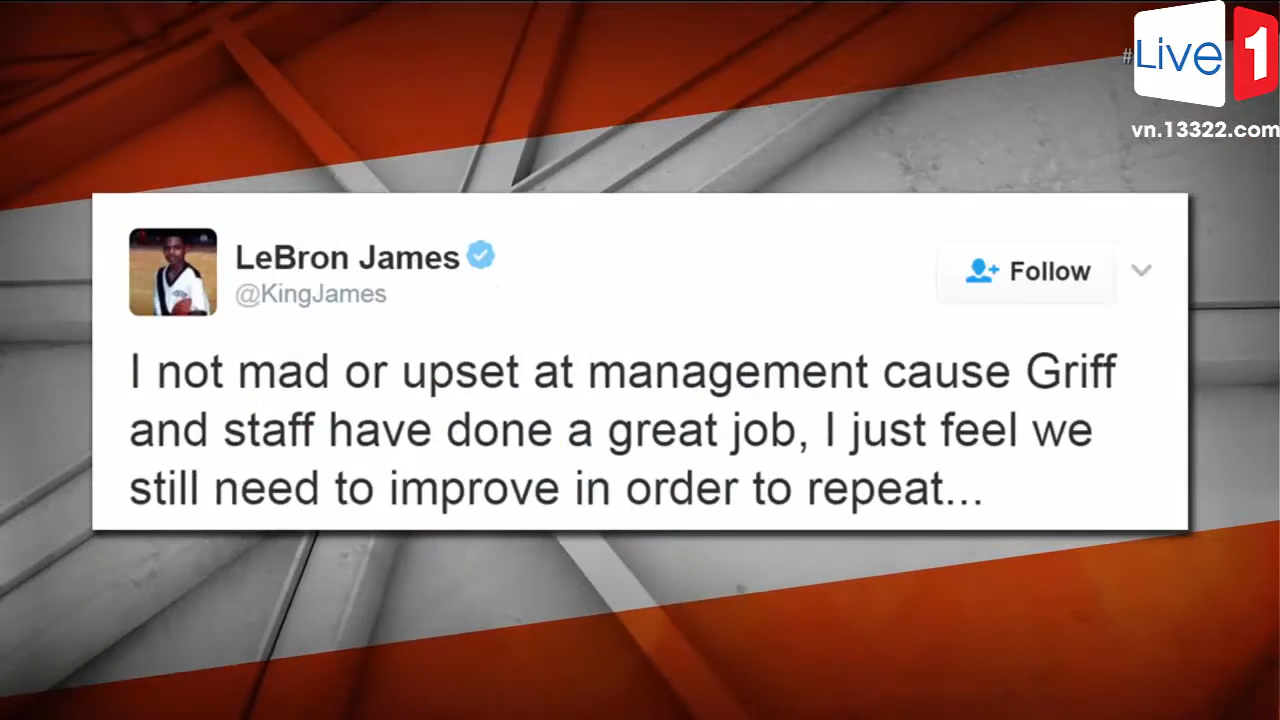 #Live 1
vn.13322.com
LeBron James
@KingJames
Follow
I not mad or upset at management cause Griff
and staff have done a great job, I just feel we
still need to improve in order to repeat...